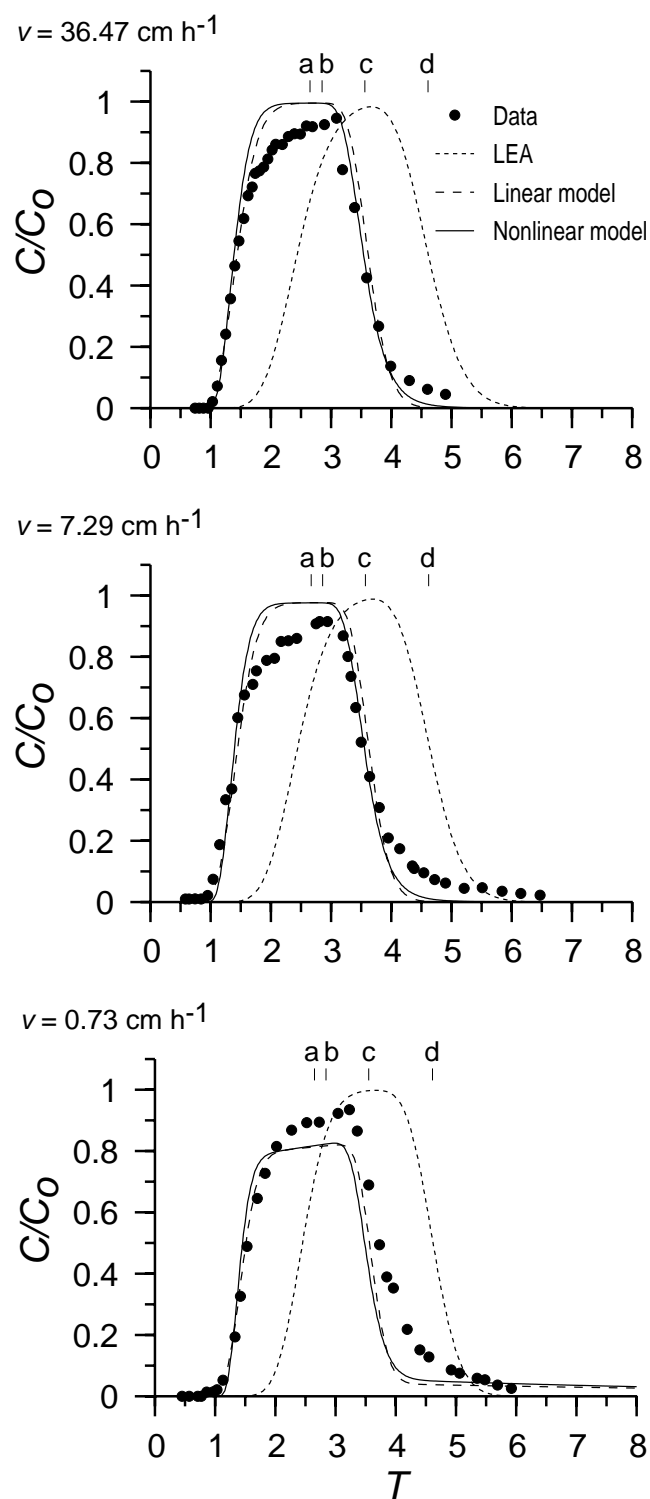 v = 36.47 cm h-1
a b c d
1
0.8
0.6
0.4
0.2
0
C/Co
Data
LEA
Linear model
Nonlinear model
0 1 2 3 4 5 6 7 8
v = 7.29 cm h-1
a b c d
1
0.8
0.6
0.4
0.2
0
C/Co
0 1 2 3 4 5 6 7 8
v = 0.73 cm h-1
a b c d
1
0.8
0.6
0.4
0.2
0
C/Co
0 1 2 3 4 5 6 7 8
T